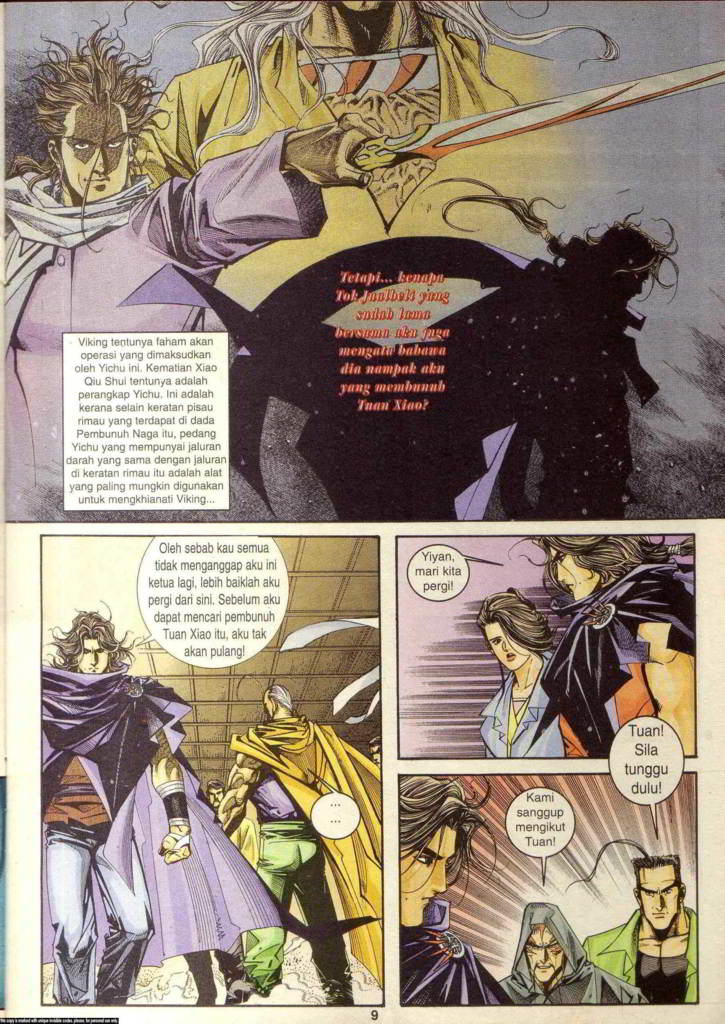 Tetapi... kenapa
Tok Jaalheli yang
sudah lama
bersama aku juga
mengata bahawa
dia nampak aku
yang membunuh
Tuan Xiao?
Viking tentunya faham akan
operasi yang dimaksudkan
oleh Yichu ini. Kematian Xiao
Qiu Shui tentunya adalah
perangkap Yichu. Ini adalah
kerana selain keratan pisau
rimau yang terdapat di dada
Pembunuh Naga itu, pedang
Yichu yang mempunyai jaluran
darah yang sama dengan jaluran
di keratan rimau itu adalah alat
yang paling mungkin digunakan
untuk mengkhianati Viking...
Oleh sebab kau semua
tidak menganggap aku ini
ketua lagi, lebih baiklah aku
pergi dari sini. Sebelum aku
dapat mencari pembunuh
Tuan Xiao itu, aku tak
akan pulang!
...
...
Yiyan,
mari kita
pergi!
Tuan!
Sila
tunggu
dulu!
Kami
sanggup
mengikut
Tuan!
9